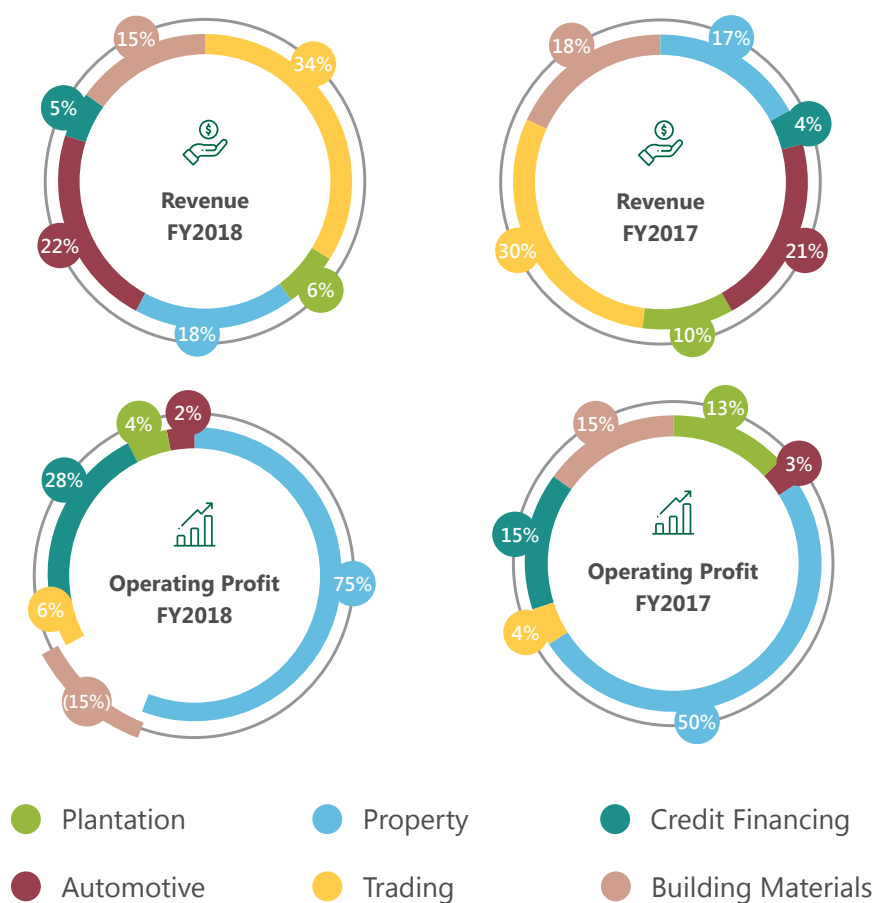 15%
34%
5%
$
Revenue
FY2018
22%
6%
18%
18%
17%
4%
$
Revenue
FY2017
30%
21%
10%
4%
2%
28%
Operating Profit
FY2018
75%
6%
(15%)
15%
13%
3%
15%
Operating Profit
FY2017
4%
50%
Plantation
Property
Credit Financing
Automotive
Trading
Building Materials